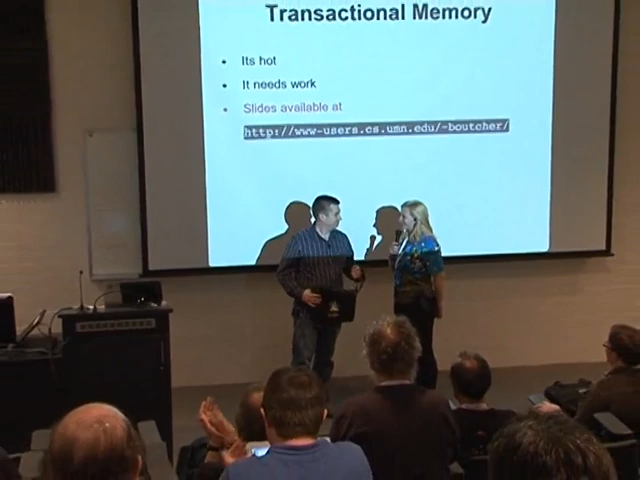 Transactional Memory
• Its hot
• It needs work
• Slides available at
http://www-users.cs.umn.edu/~boutcher/